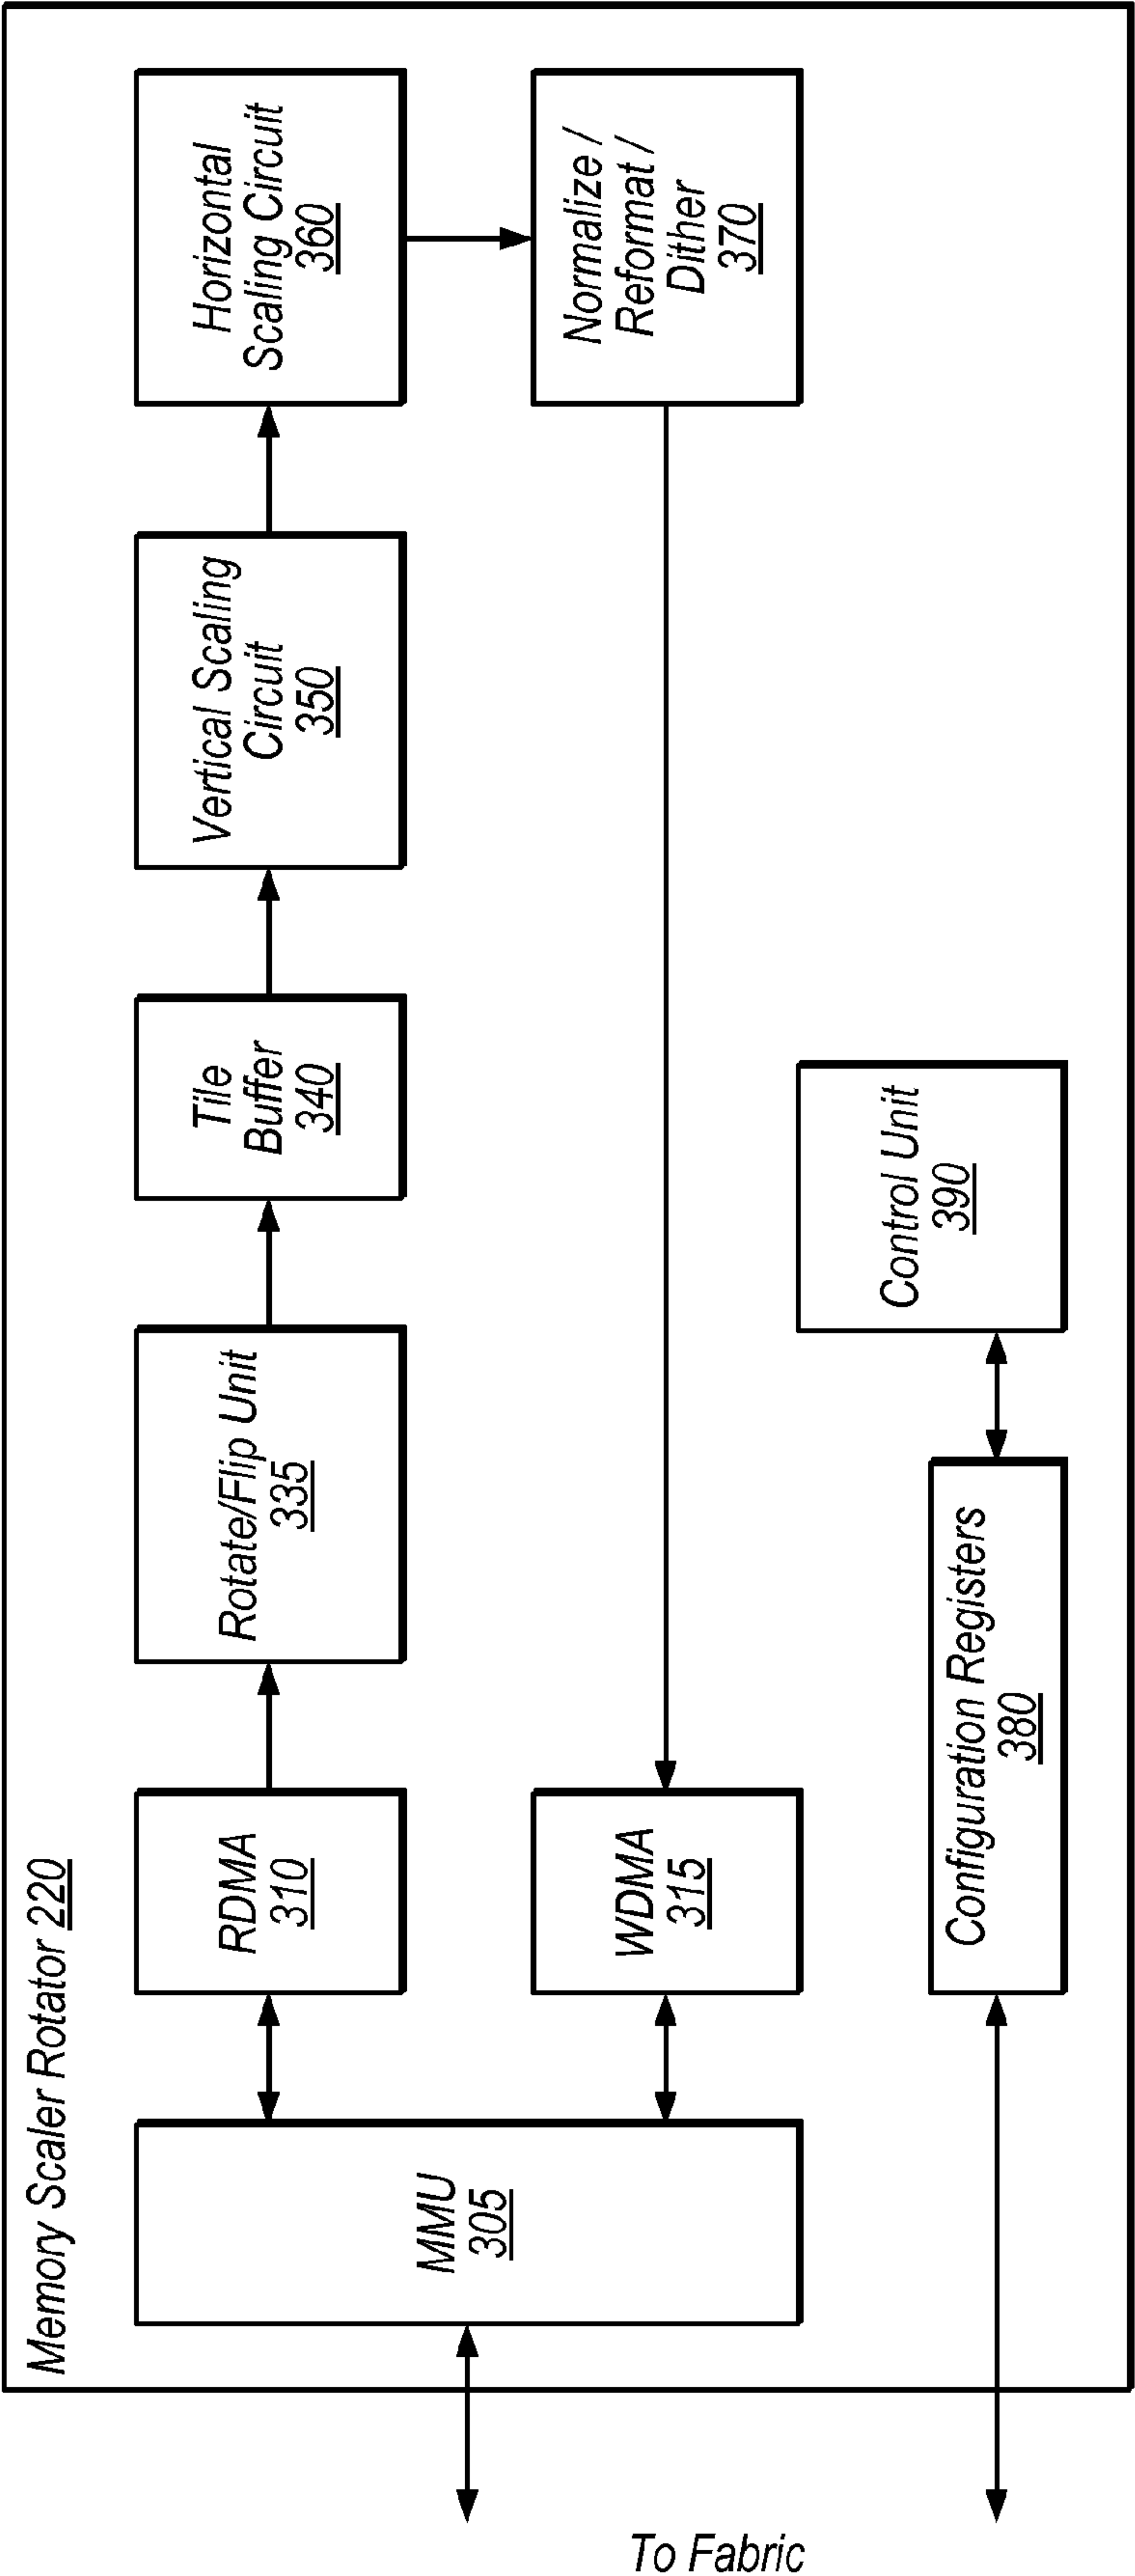 Memory Scaler Rotator 220
MMU
305
RDMA
310
Rotate/Flip Unit
335
Tile
Buffer
340
Vertical Scaling
Circuit
350
Horizontal
Scaling Circuit
360
WDMA
315
Normalize /
Reformat /
Dither
370
Configuration Registers
380
Control Unit
390
To Fabric